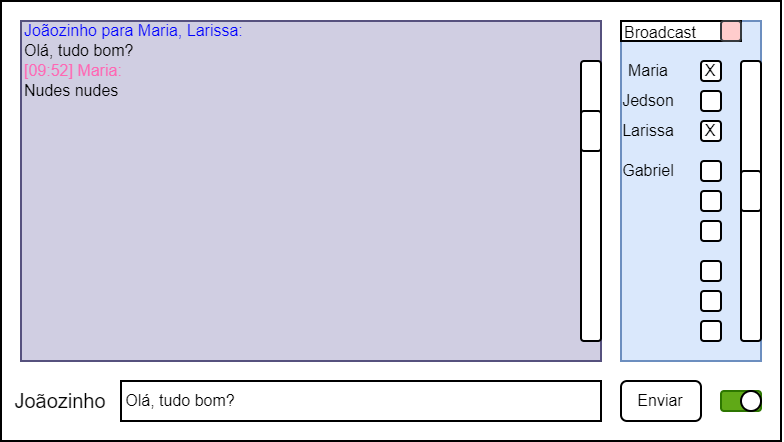 Joãozinho para Maria, Larissa:
Olá, tudo bom?
[09:52] Maria:
Nudes nudes
Broadcast
Maria X
Jedson
Larissa X
Gabriel
Joãozinho
Olá, tudo bom?
Enviar